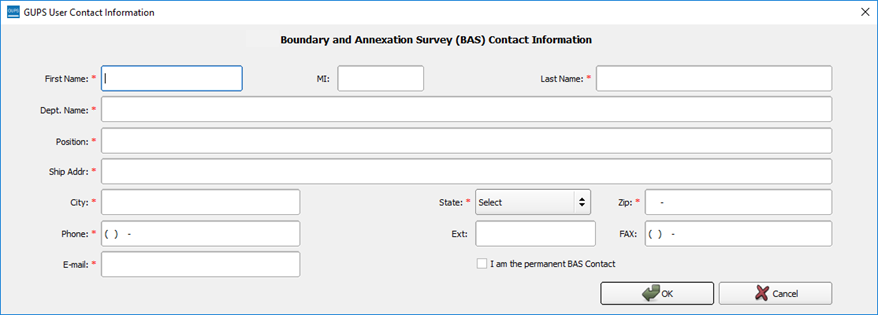 GUPS GUPS User Contact Information
Boundary and Annexation Survey (BAS) Contact Information
First Name: * MI: Last Name: *
Dept. Name: *
Position: *
Ship Addr: *
City: * State: * Select Zip: * -
Phone: * ( ) - Ext: FAX: ( ) -
E-mail: * I am the permanent BAS Contact
OK Cancel